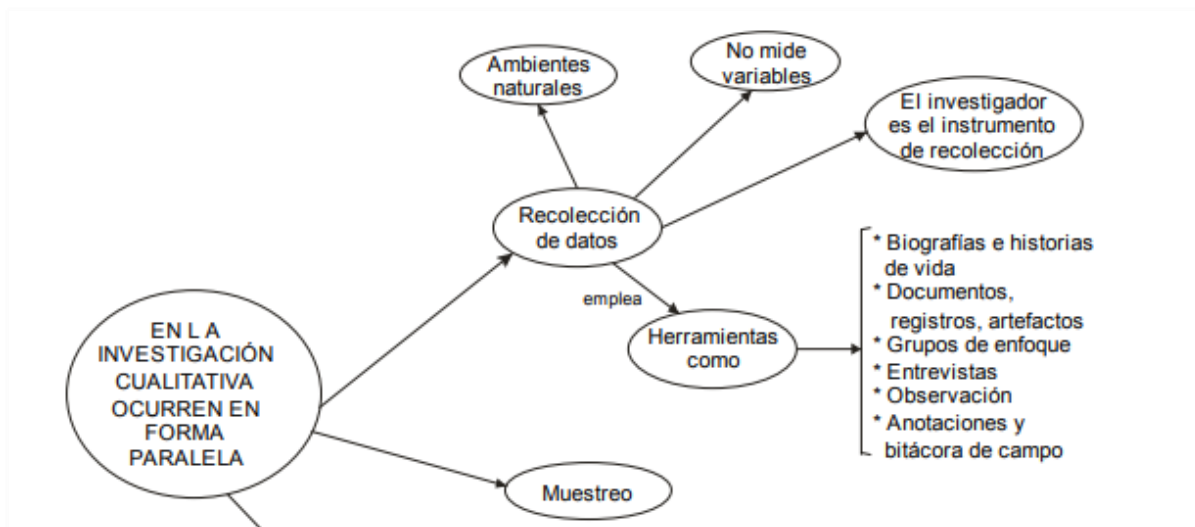 Ambientes
naturales
No mide
variables
El investigador
es el instrumento
de recolección
Recolección
de datos
emplea
Herramientas
como
* Biografías e historias
de vida
* Documentos,
registros, artefactos
* Grupos de enfoque
* Entrevistas
* Observación
* Anotaciones y
bitácora de campo
EN L A
INVESTIGACIÓN
CUALITATIVA
OCURREN EN
FORMA
PARALELA
Muestreo